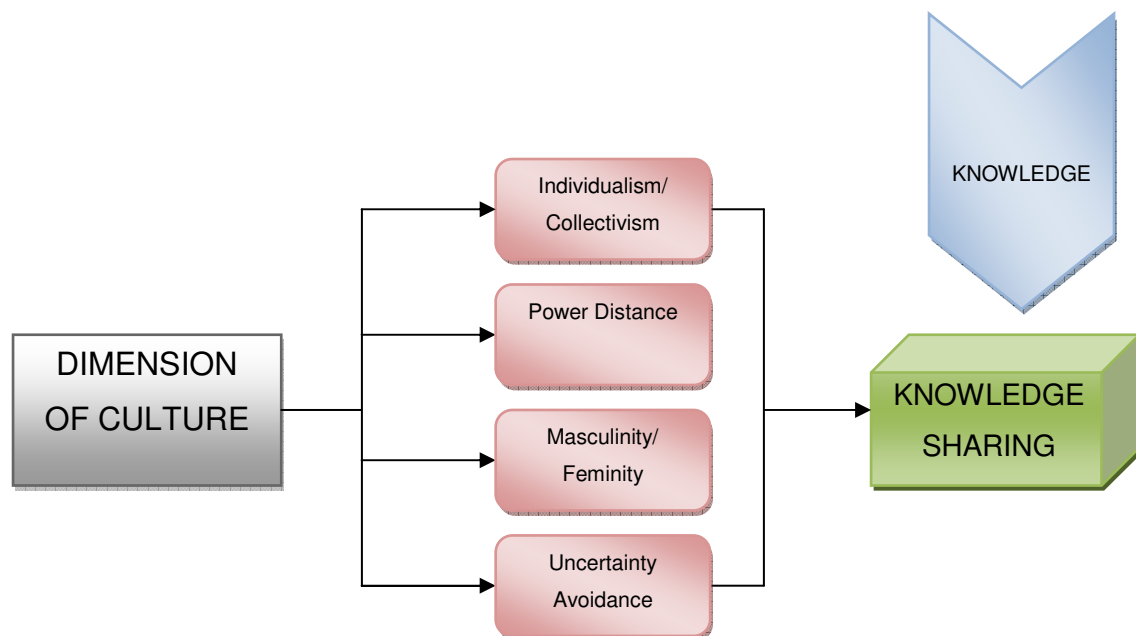 DIMENSION
OF CULTURE
Individualism/
Collectivism
Power Distance
Masculinity/
Feminity
Uncertainty
Avoidance
KNOWLEDGE
KNOWLEDGE
SHARING